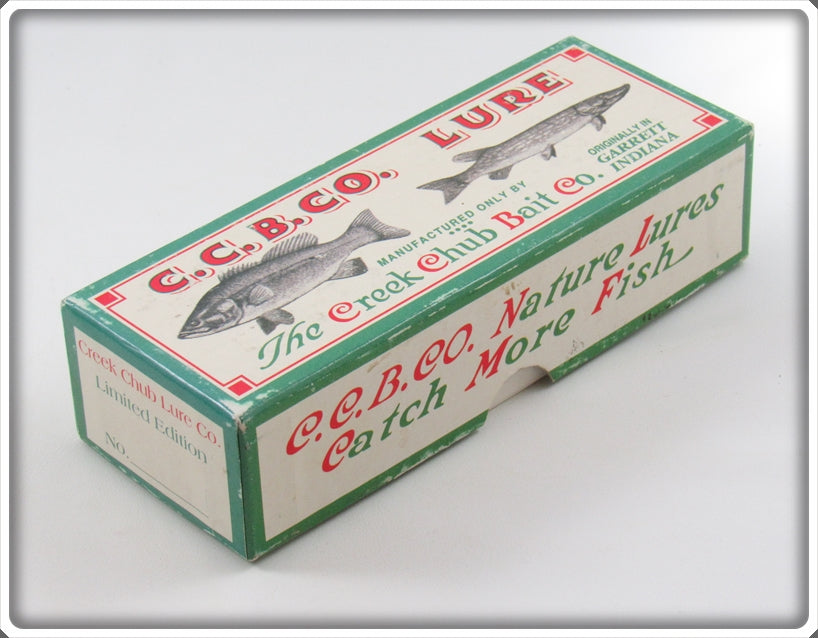 C.C.B.CO. LURE
MANUFACTURED ONLY BY
The Creek Chub Bait Co.
ORIGINALLY IN
GARRETT
INDIANA
C.C.B.CO. Nature Lures
Catch More Fish
Creek Chub Lure Co.
Limited Edition
No.